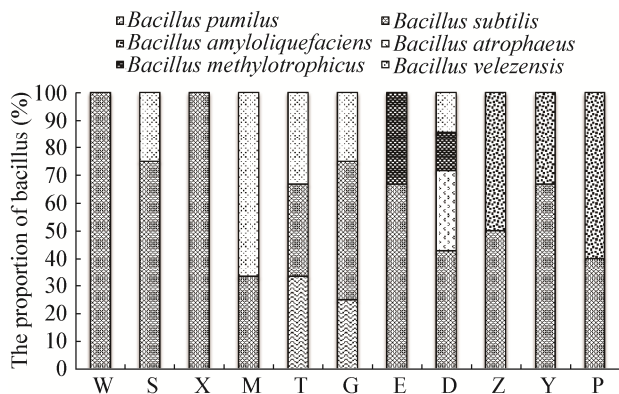 Bacillus pumilus Bacillus subtilis
Bacillus amyloliquefaciens Bacillus atrophaeus
Bacillus methylotrophicus Bacillus velezensis
The proportion of bacillus (%)
100
90
80
70
60
50
40
30
20
10
0
W S X M T G E D Z Y P